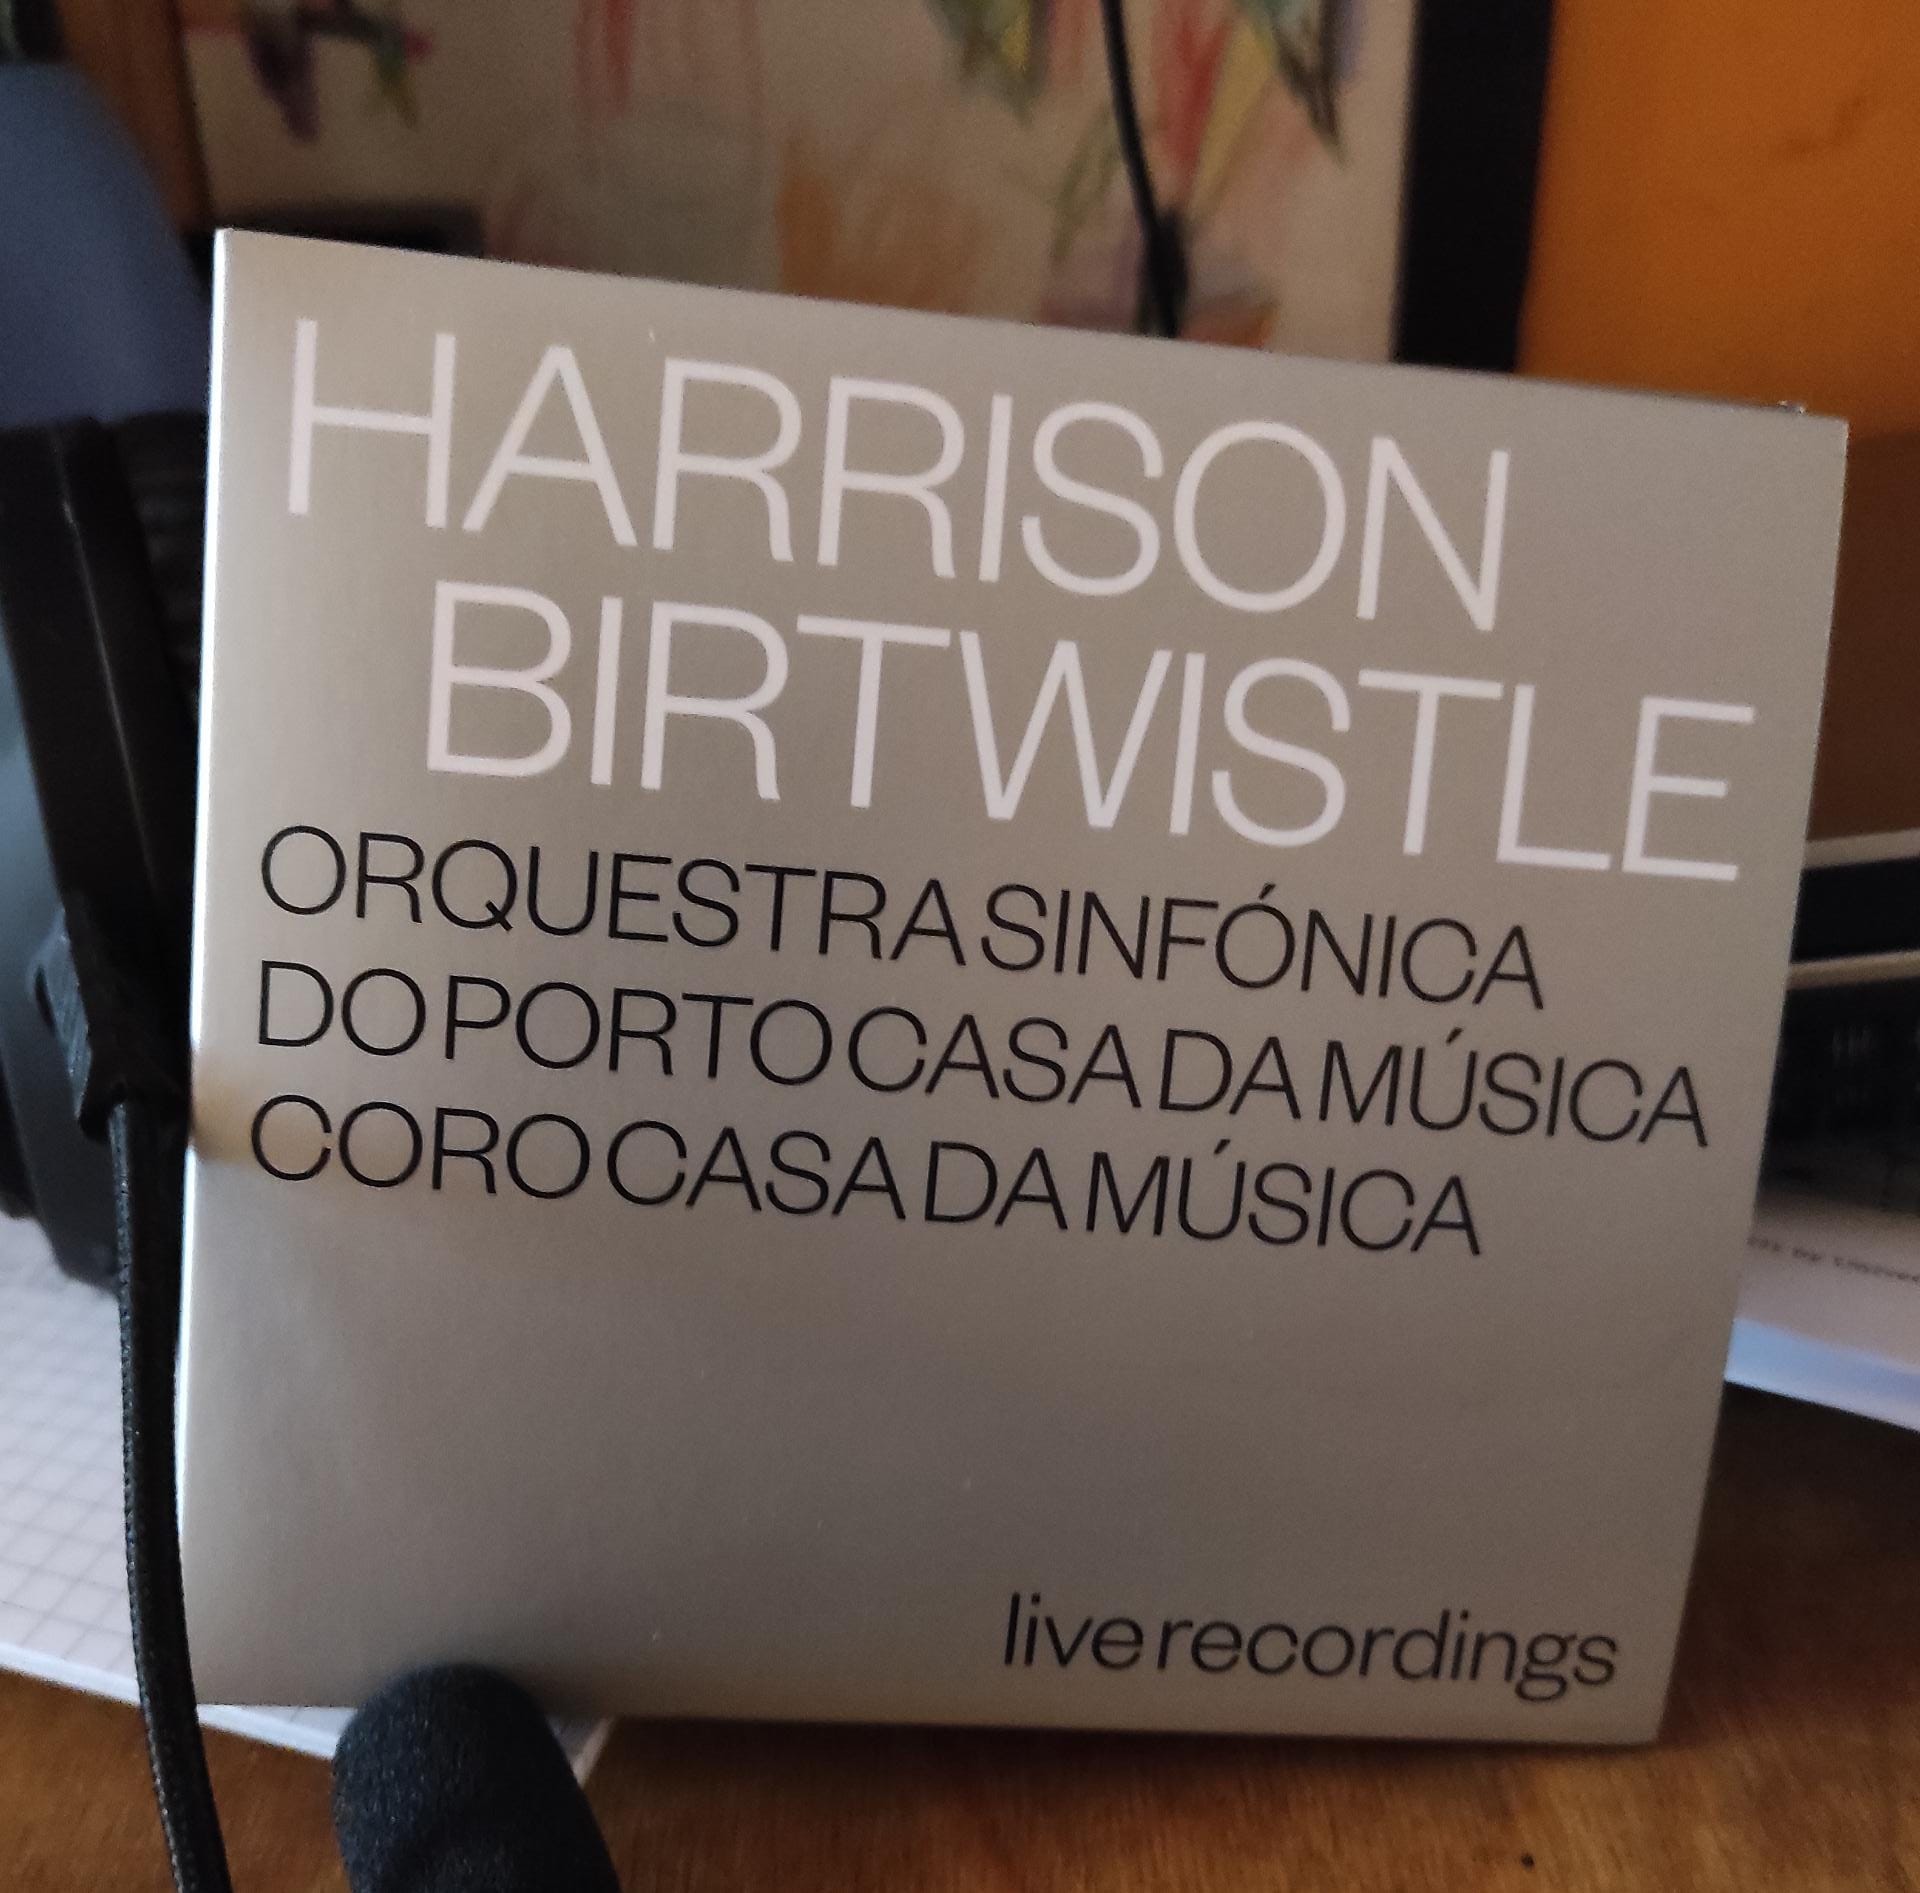 HARRISON
BIRTWISTLE
ORQUESTRA SINFÓNICA
DO PORTO CASA DA MÚSICA
CORO CASA DA MÚSICA
live recordings